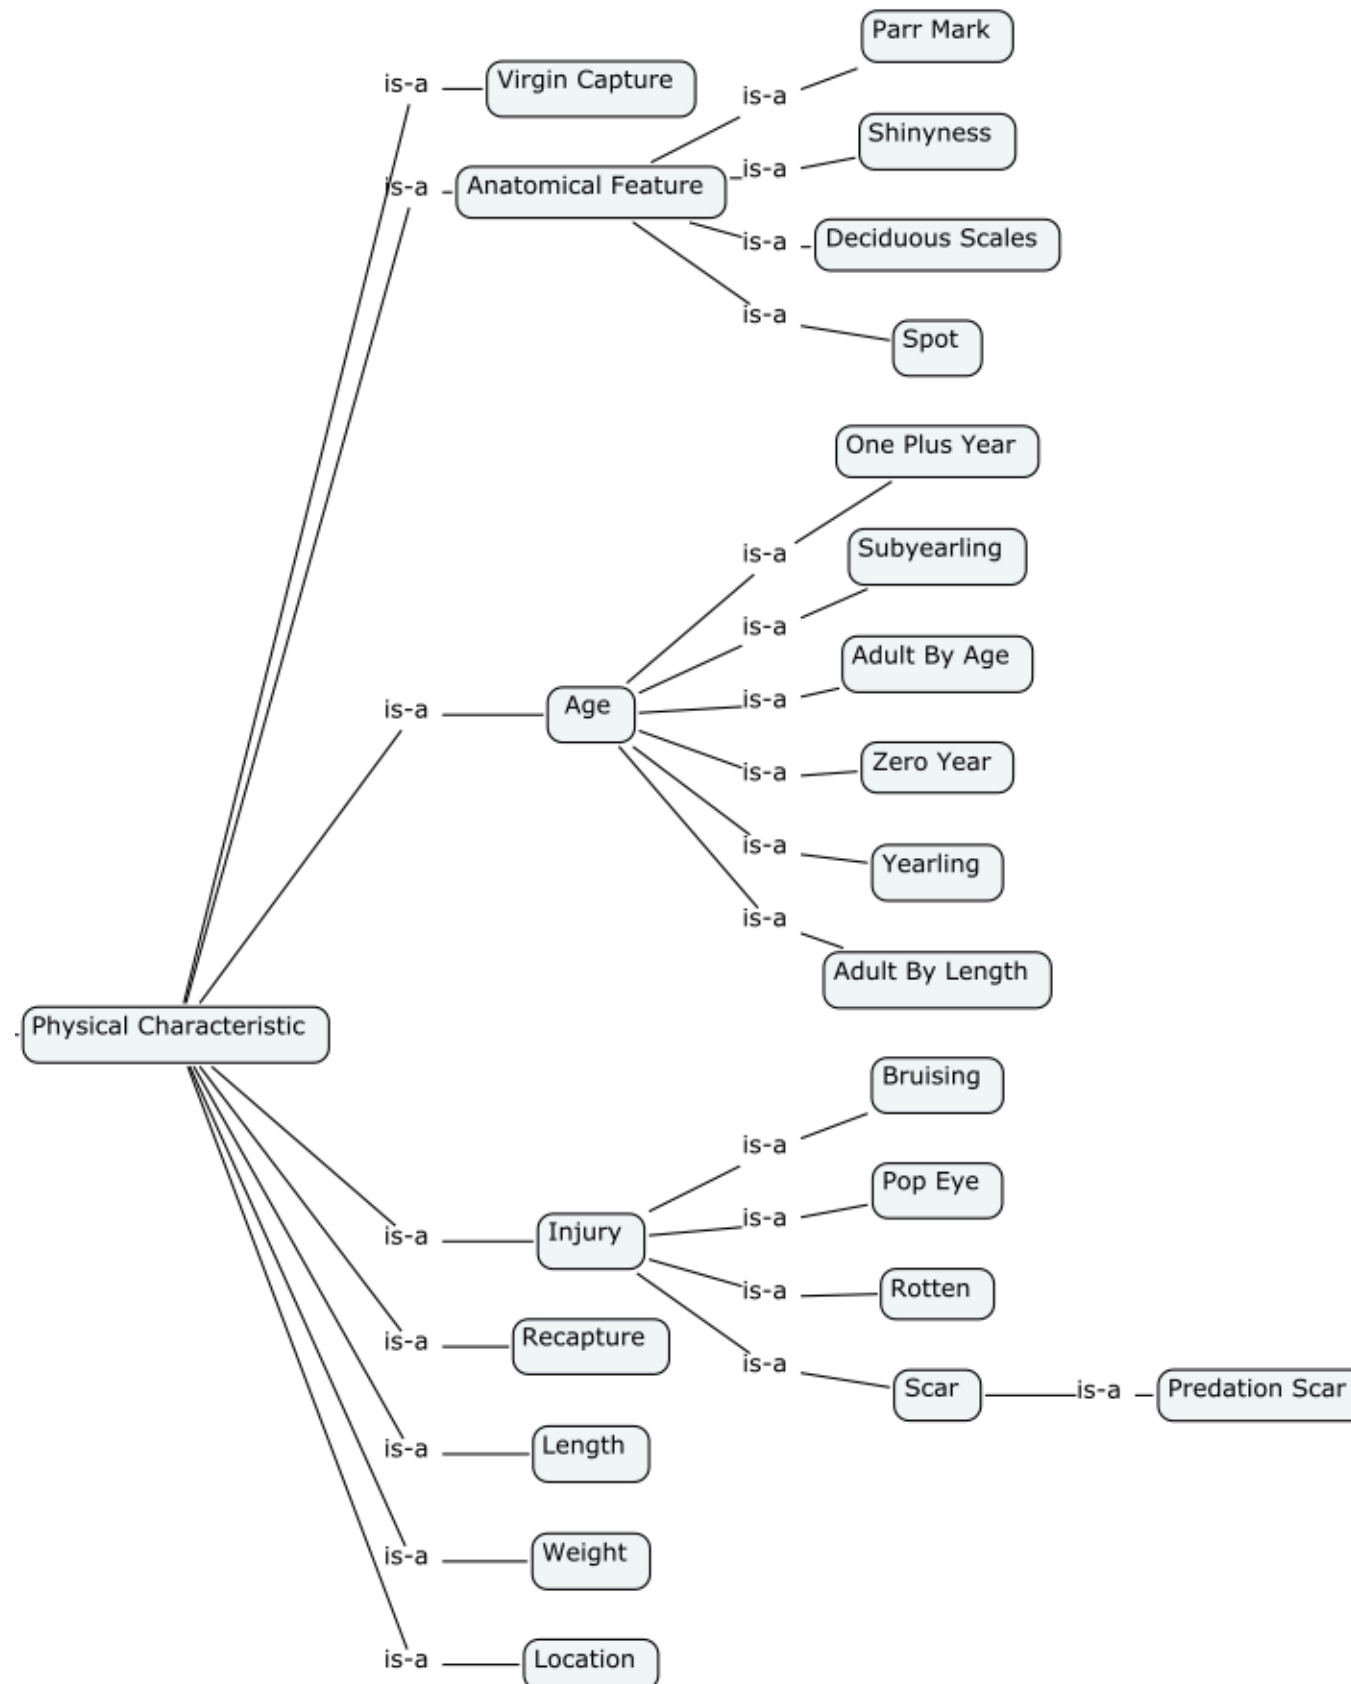 Parr Mark
is-a Virgin Capture
is-a
Shinyness
is-a
is-a Anatomical Feature
Deciduous Scales
is-a
is-a
Spot
One Plus Year
is-a
Subyearling
is-a
Adult By Age
is-a
is-a Age
Zero Year
is-a
is-a
Yearling
is-a
Adult By Length
Physical Characteristic
Bruising
is-a
Pop Eye
is-a
is-a Injury
is-a
Rotten
is-a Recapture
is-a
Scar is-a Predation Scar
is-a Length
is-a Weight
is-a Location